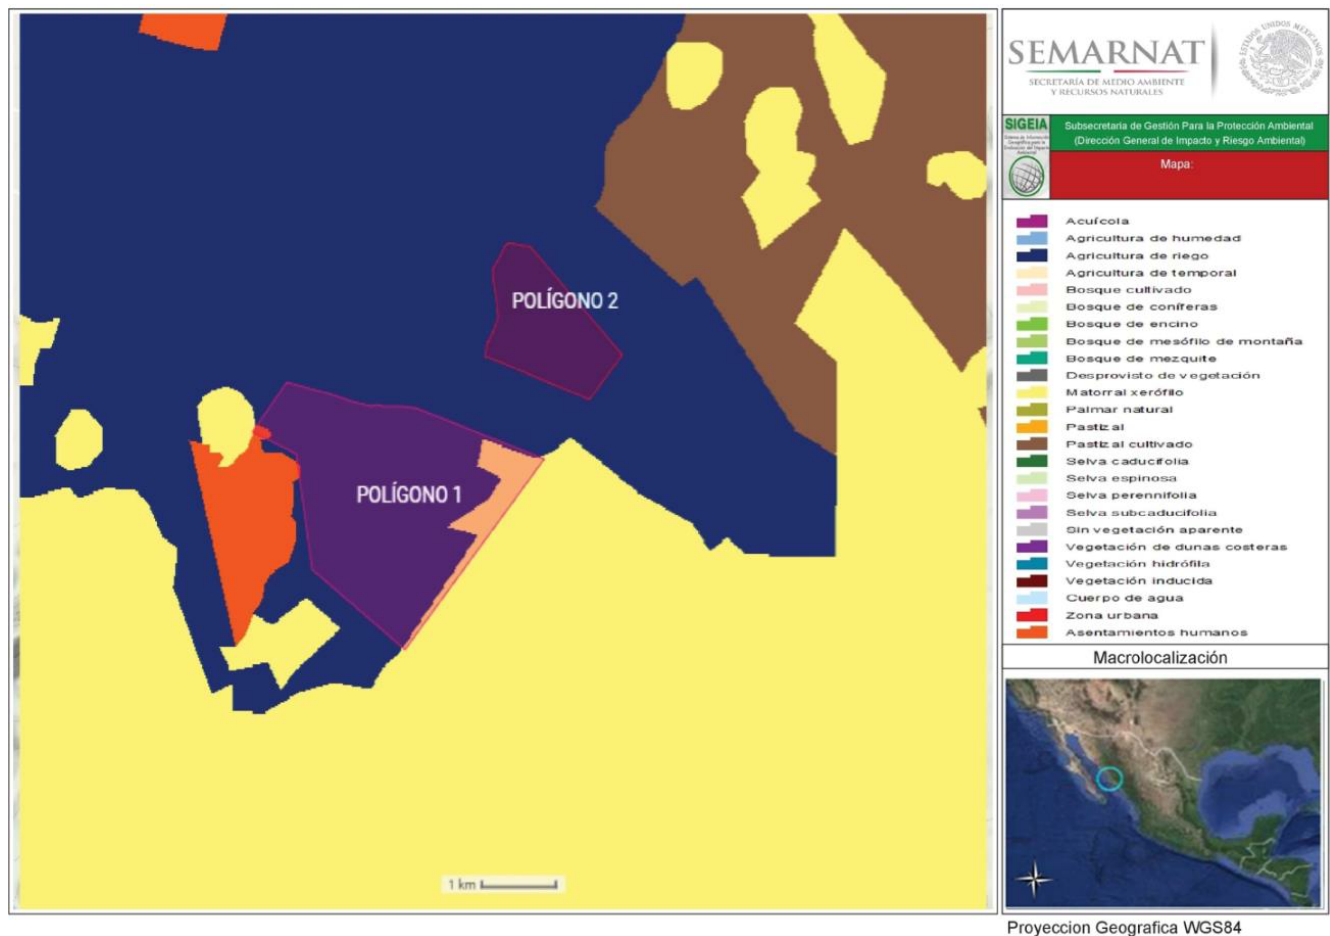 POLÍGONO 2
POLÍGONO 1
1 km
SEMARNAT
SECRETARÍA DE MEDIO AMBIENTE
Y RECURSOS NATURALES
ESTADOS UNIDOS MEXICANOS
SIGEIA
Subsecretaria de Gestión Para la Protección Ambiental
(Dirección General de Impacto y Riesgo Ambiental)
Mapa:
Acuícola
Agricultura de humedad
Agricultura de riego
Agricultura de temporal
Bosque cultivado
Bosque de coníferas
Bosque de encino
Bosque de mesófilo de montaña
Bosque de mezquite
Desprovisto de vegetación
Matorral xerófilo
Palmar natural
Pastizal
Pastizal cultivado
Selva caducifolia
Selva espinosa
Selva perennifolia
Selva subcaducifolia
Sin vegetación aparente
Vegetación de dunas costeras
Vegetación hidrófila
Vegetación inducida
Cuerpo de agua
Zona urbana
Asentamientos humanos
Macrolocalización
Proyeccion Geografica WGS84